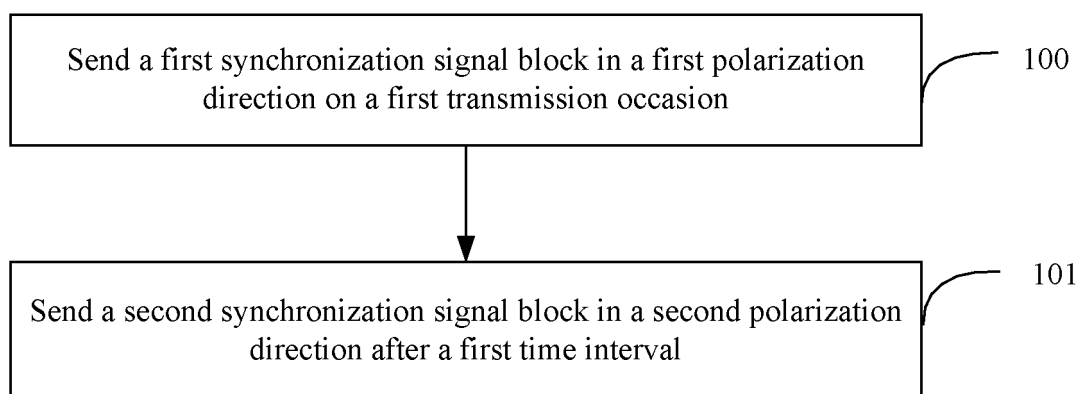 Send a first synchronization signal block in a first polarization
direction on a first transmission occasion
100
Send a second synchronization signal block in a second polarization
direction after a first time interval
101